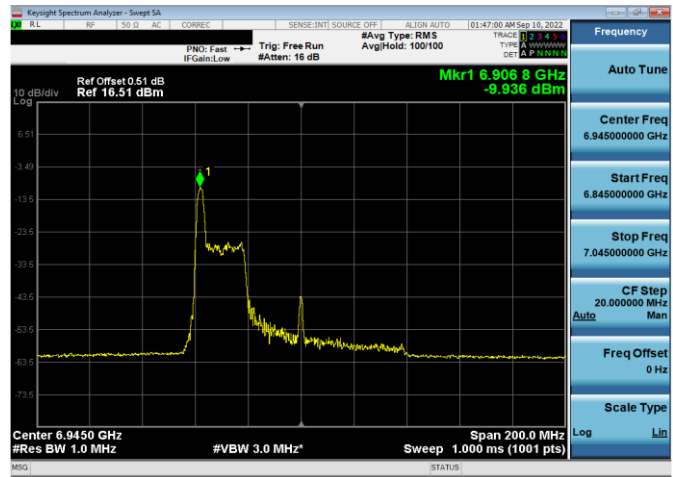 Keysight Spectrum Analyzer - Swept SA
RL RF 50 Ω AC CORREC SENSE:INT SOURCE OFF ALIGN AUTO 01:47:00 AM Sep 10, 2022
PNO: Fast
IFGain:Low
Trig: Free Run
#Atten: 16 dB
#Avg Type: RMS
Avg|Hold: 100/100
TRACE 1 2 3 4 5 6
TYPE A WWWWW
DET A P N N N N
Ref Offset 0.51 dB
Ref 16.51 dBm
10 dB/div
Log
Mkr1 6.906 8 GHz
-9.936 dBm
1
6.51
-3.49
-13.5
-23.5
-33.5
-43.5
-53.5
-63.5
-73.5
Center 6.9450 GHz
#Res BW 1.0 MHz
#VBW 3.0 MHz*
Span 200.0 MHz
Sweep 1.000 ms (1001 pts)
MSG
STATUS
Frequency
Auto Tune
Center Freq
6.945000000 GHz
Start Freq
6.845000000 GHz
Stop Freq
7.045000000 GHz
CF Step
20.000000 MHz
Auto Man
Freq Offset
0 Hz
Scale Type
Log Lin